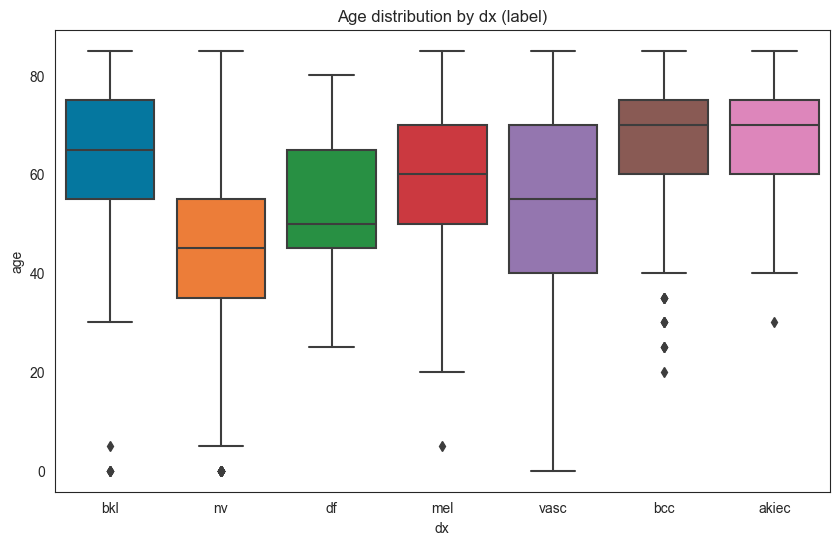 Age distribution by dx (label)
age
80
60
40
20
0
bkl nv df mel vasc bcc akiec
dx